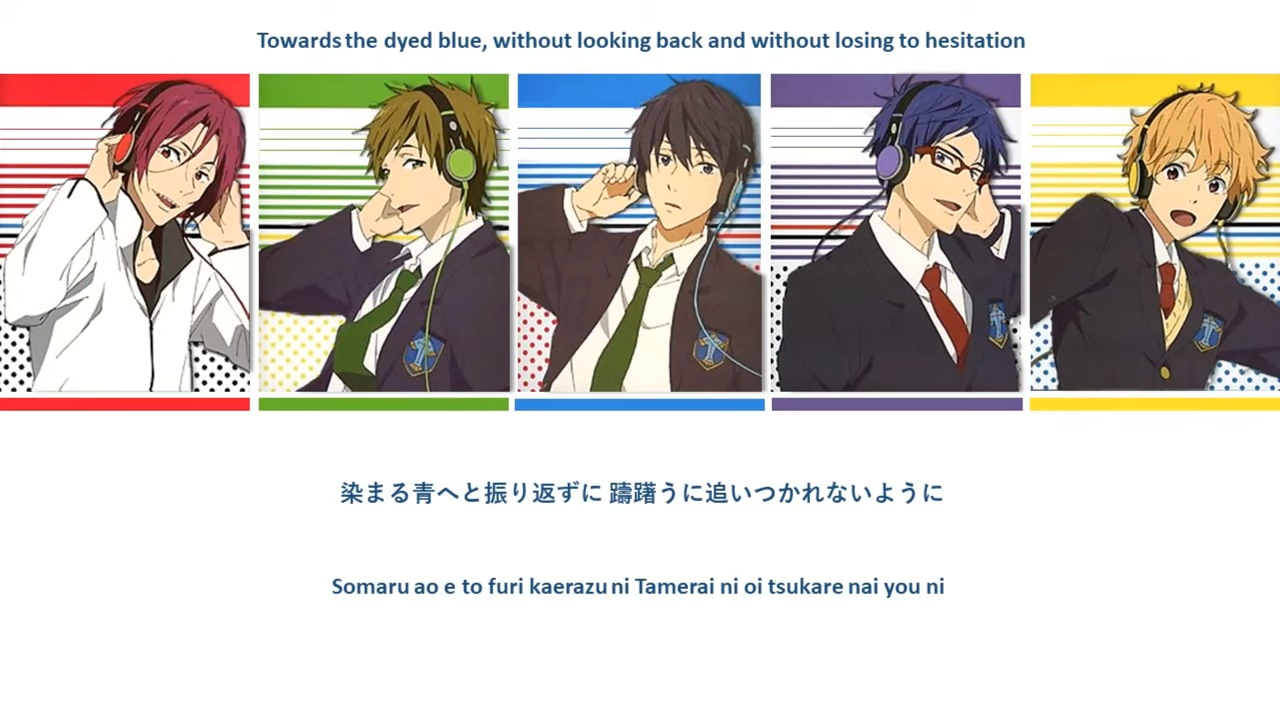 Towards the dyed blue, without looking back and without losing to hesitation
染まる青へと振り返ずに 躊躇うに追いつかれないように
Somaru ao e to furi kaerazu ni Tamerai ni oi tsukare nai you ni